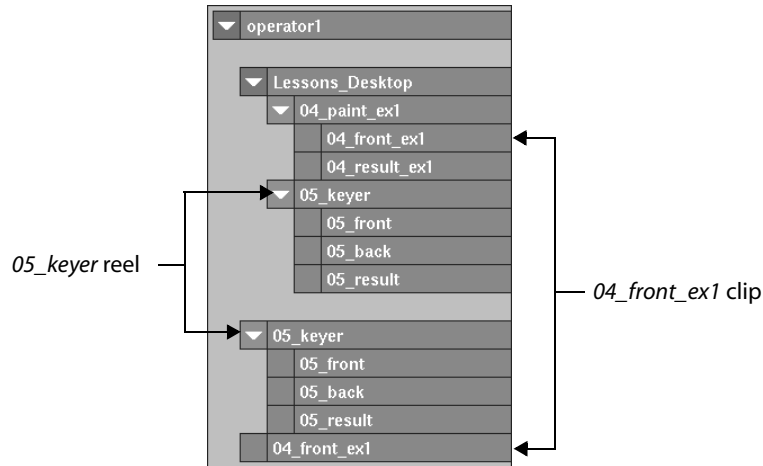 operator1
Lessons_Desktop
04_paint_ex1
04_front_ex1
04_result_ex1
05_keyer
05_front
05_back
05_result
05_keyer reel
04_front_ex1 clip
05_keyer
05_front
05_back
05_result
04_front_ex1